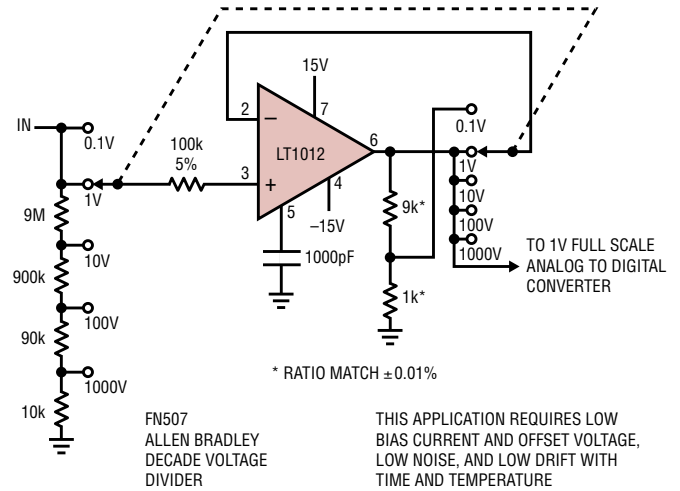 15V
2
7
IN
0.1V
0.1V
100k
5%
6
−
LT1012
1V
1V
3
+
4
10V
9M
5
−15V
9k*
100V
10V
1000V
TO 1V FULL SCALE
ANALOG TO DIGITAL
CONVERTER
1000pF
900k
100V
1k*
90k
1000V
* RATIO MATCH ±0.01%
10k
FN507
ALLEN BRADLEY
DECADE VOLTAGE
DIVIDER
THIS APPLICATION REQUIRES LOW
BIAS CURRENT AND OFFSET VOLTAGE,
LOW NOISE, AND LOW DRIFT WITH
TIME AND TEMPERATURE